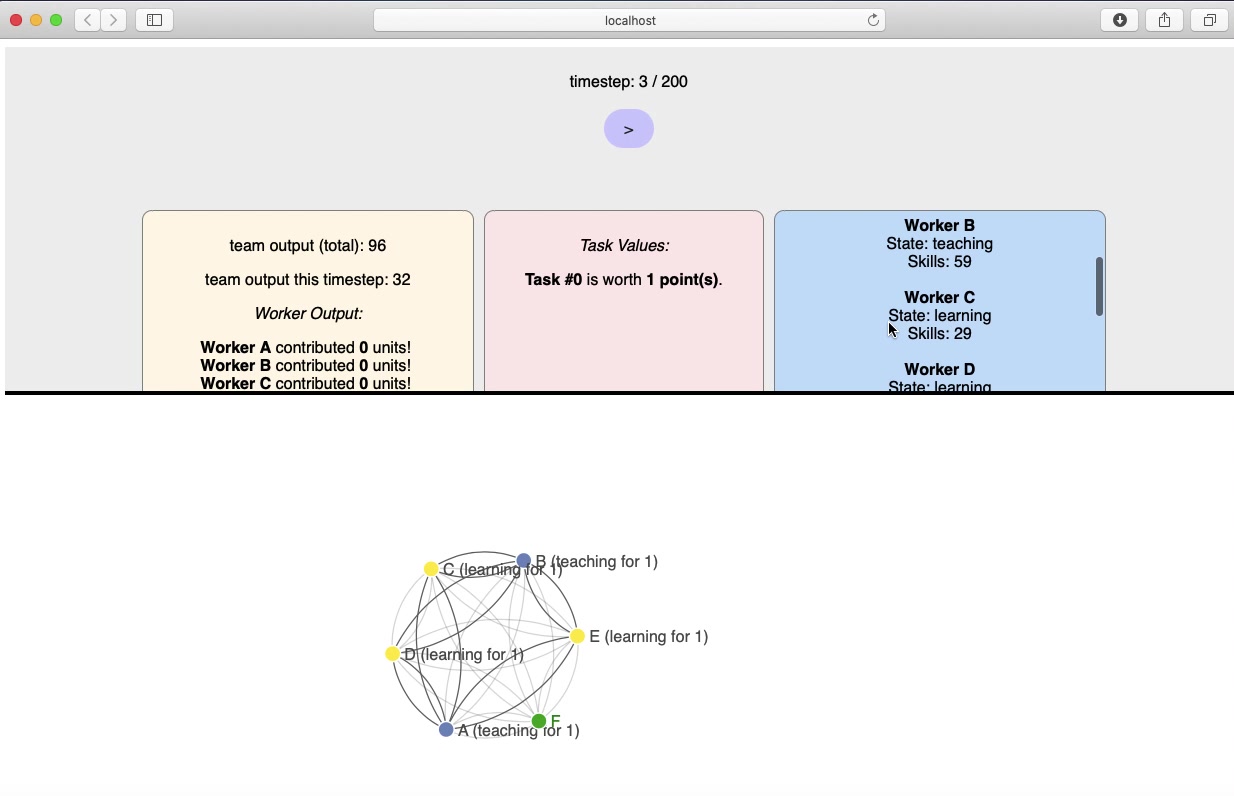 localhost
timestep: 3 / 200
>
team output (total): 96
team output this timestep: 32
Worker Output:
Worker A contributed 0 units!
Worker B contributed 0 units!
Worker C contributed 0 units!
Task Values:
Task #0 is worth 1 point(s).
Worker B
State: teaching
Skills: 59
Worker C
State: learning
Skills: 29
Worker D
State: learning
B (teaching for 1)
C (learning for 1)
E (learning for 1)
D (learning for 1)
F
A (teaching for 1)